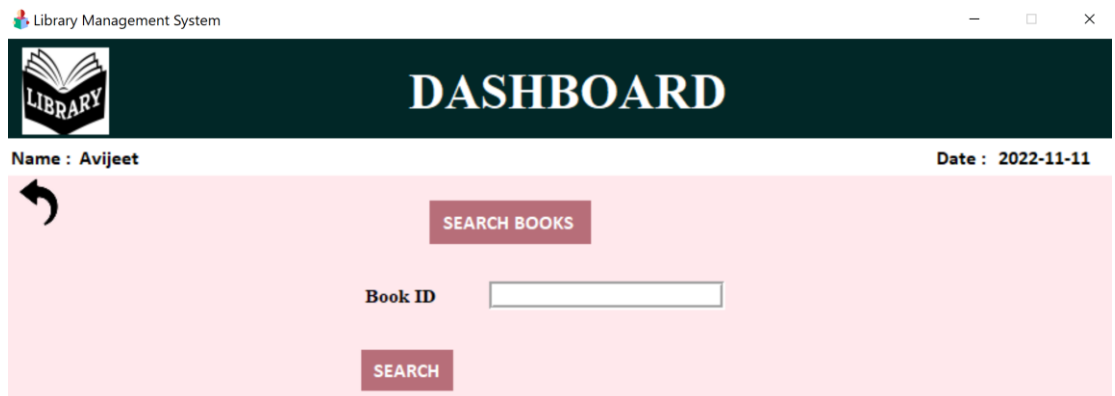 Library Management System
LIBRARY
DASHBOARD
Name : Avijeet
Date : 2022-11-11
SEARCH BOOKS
Book ID
SEARCH